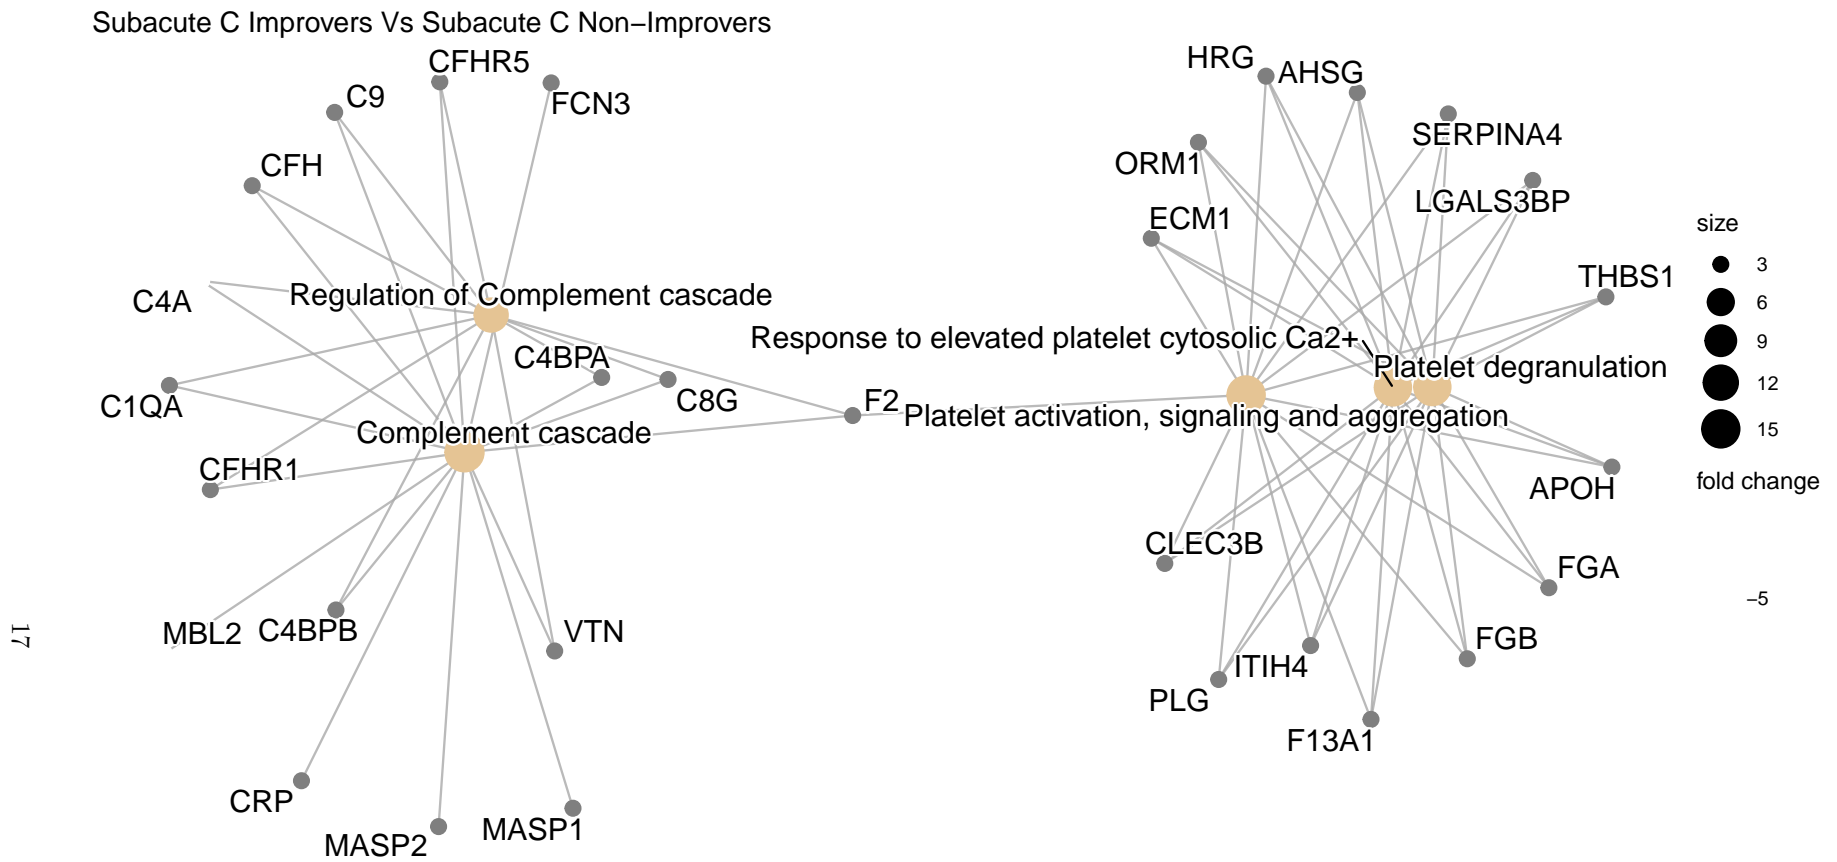 Subacute C Improvers Vs Subacute C Non−Improvers
CFHR5
HRG
AHSG
C9
FCN3
SERPINA4
CFH
ORM1
LGALS3BP
ECM1
size
3
THBS1
C4A
Regulation of Complement cascade
6
Response to elevated platelet cytosolic Ca2+
9
C4BPA
Platelet degranulation
12
C1QA
C8G
F2
Platelet activation, signaling and aggregation
15
Complement cascade
CFHR1
fold change
APOH
CLEC3B
FGA
−5
MBL2
C4BPB
VTN
FGB
17
ITIH4
PLG
F13A1
CRP
MASP2
MASP1